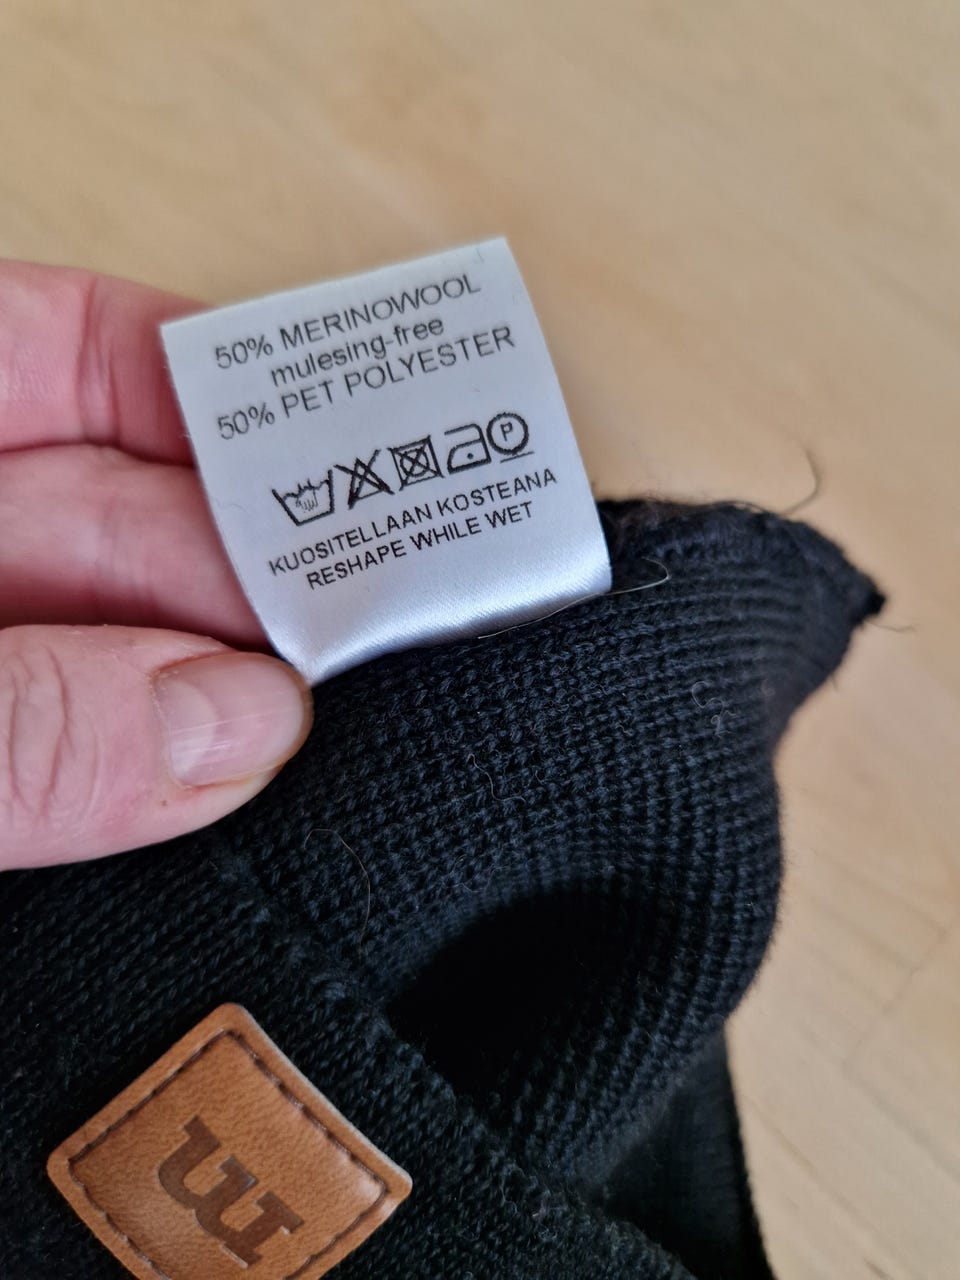 50% MERINOWOOL
mulesing-free
50% PET POLYESTER
P
KUOSITELLAAN KOSTEANA
RESHAPE WHILE WET